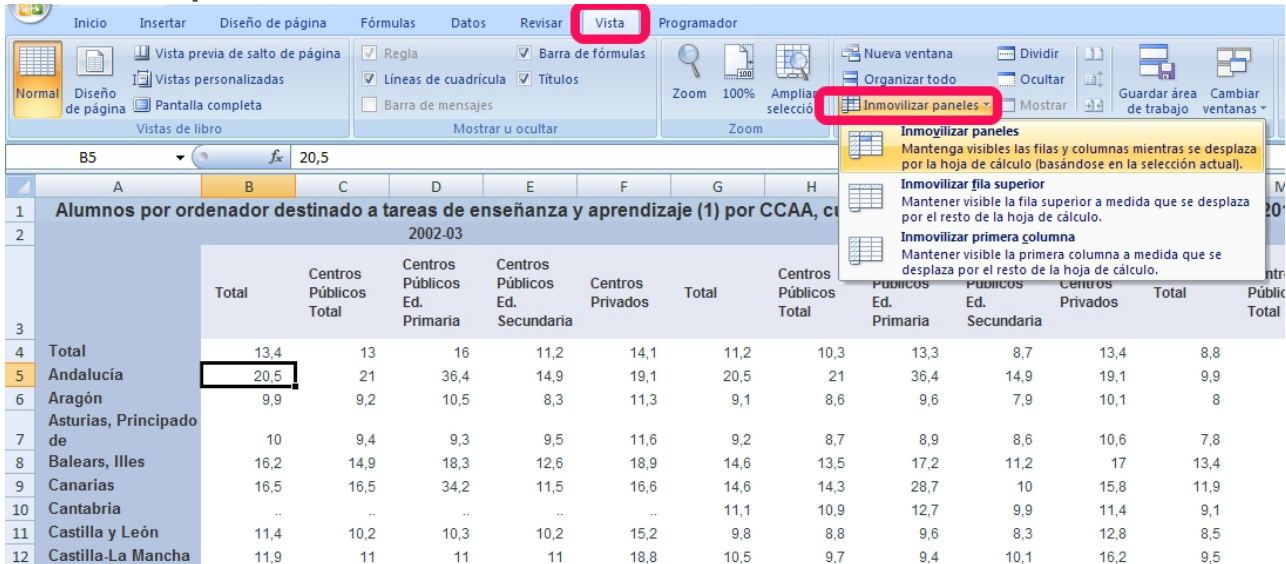 Inicio Insertar Diseño de página Fórmulas Datos Revisar Vista Programador
Normal
Diseño de página
Vista previa de salto de página
Vistas personalizadas
Pantalla completa
Vistas de libro
Regla Barra de fórmulas
Líneas de cuadrícula Títulos
Barra de mensajes
Mostrar u ocultar
Zoom 100% Ampliar selección
Zoom
Nueva ventana
Organizar todo
Inmovilizar paneles
Dividir
Ocultar
Mostrar
Guardar área de trabajo
Cambiar ventanas
Inmovilizar paneles
Mantenga visibles las filas y columnas mientras se desplaza
por la hoja de cálculo (basándose en la selección actual).
Inmovilizar fila superior
Mantener visible la fila superior a medida que se desplaza
por el resto de la hoja de cálculo.
Inmovilizar primera columna
Mantener visible la primera columna a medida que se
desplaza por el resto de la hoja de cálculo.
B5 fx 20,5
A B C D E F G H
1 Alumnos por ordenador destinado a tareas de enseñanza y aprendizaje (1) por CCAA,
2 2002-03
3 Total Centros Públicos Total Centros Públicos Ed. Primaria Centros Públicos Ed. Secundaria Centros Privados Total Centros Públicos Total Públicos Ed. Primaria Públicos Ed. Secundaria Centros Privados Total Total
4 Total 13,4 13 16 11,2 14,1 11,2 10,3 13,3 8,7 13,4 8,8
5 Andalucía 20,5 21 36,4 14,9 19,1 20,5 21 36,4 14,9 19,1 9,9
6 Aragón 9,9 9,2 10,5 8,3 11,3 9,1 8,6 9,6 7,9 10,1 8
7 Asturias, Principado de 10 9,4 9,3 9,5 11,6 9,2 8,7 8,9 8,6 10,6 7,8
8 Balears, Illes 16,2 14,9 18,3 12,6 18,9 14,6 13,5 17,2 11,2 17 13,4
9 Canarias 16,5 16,5 34,2 11,5 16,6 14,6 14,3 28,7 10 15,8 11,9
10 Cantabria .. .. .. .. .. 11,1 10,9 12,7 9,9 11,4 9,1
11 Castilla y León 11,4 10,2 10,3 10,2 15,2 9,8 8,8 9,6 8,3 12,8 8,5
12 Castilla-La Mancha 11,9 11 11 11 18,8 10,5 9,7 9,4 10,1 16,2 9,5